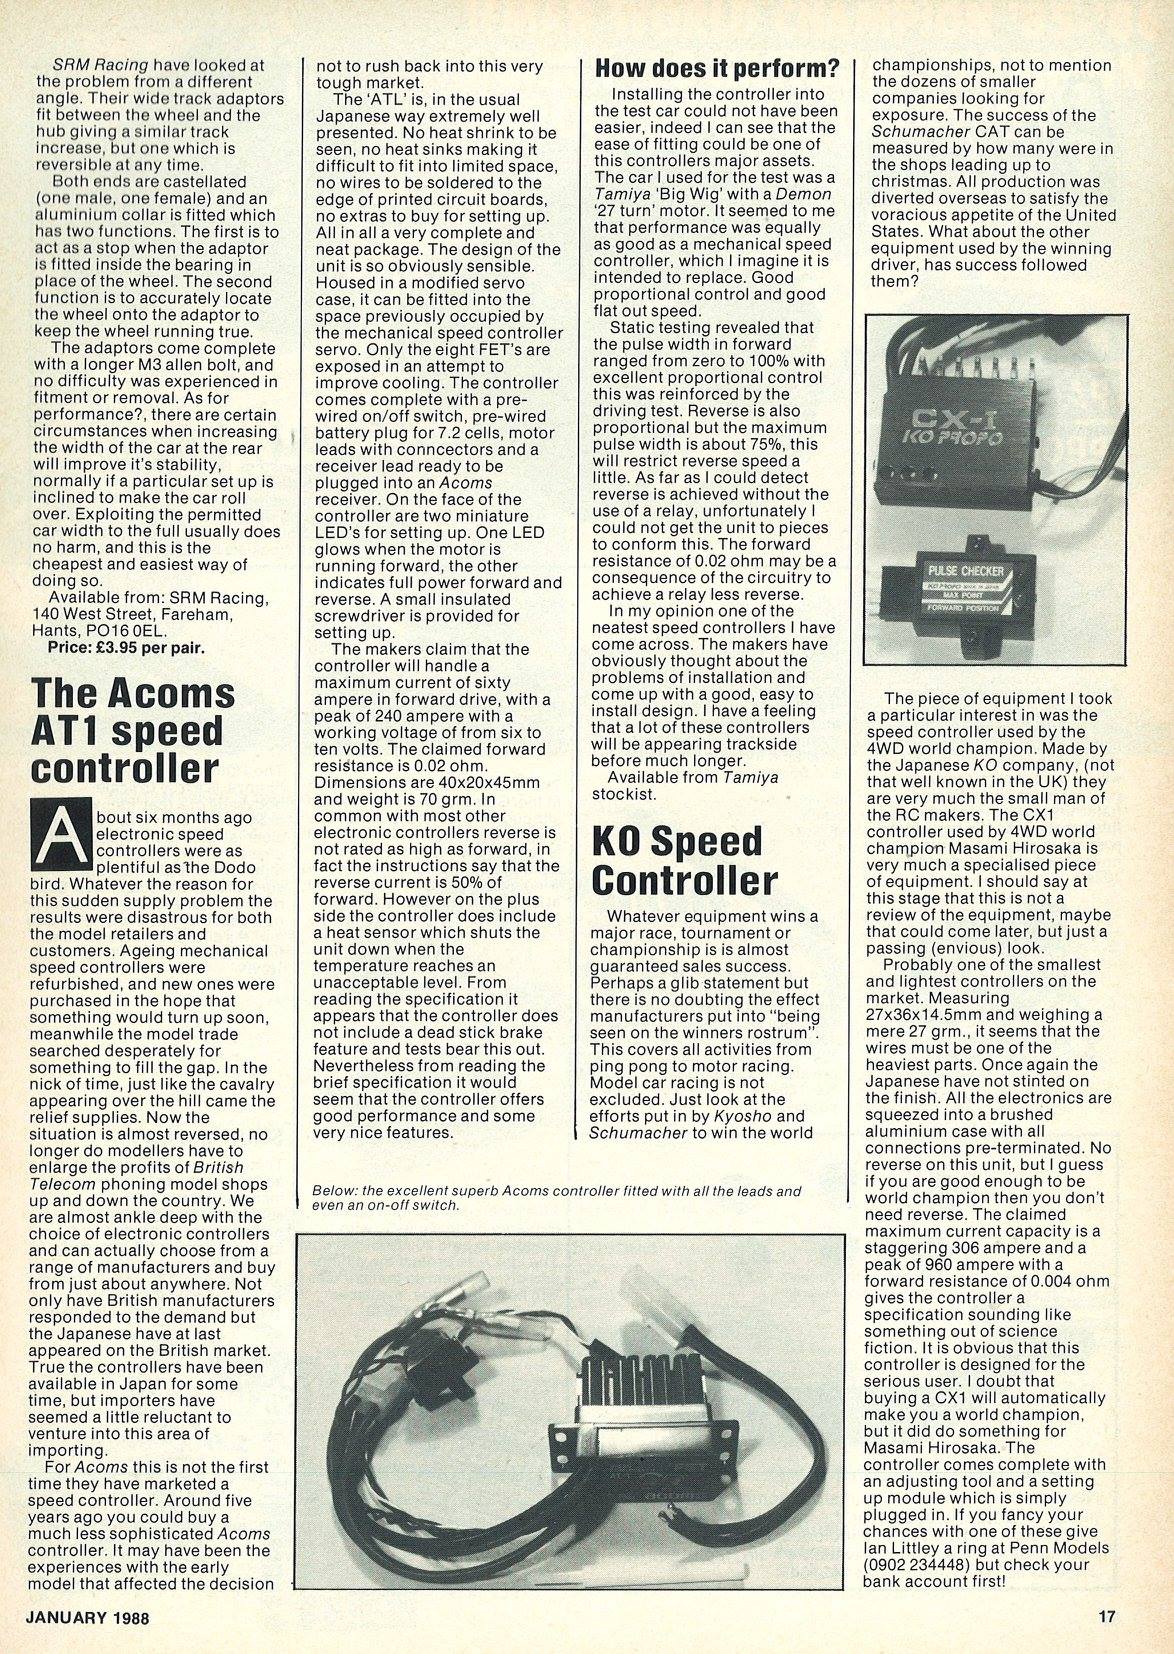 SRM Racing have looked at
the problem from a different
angle. Their wide track adaptors
fit between the wheel and the
hub giving a similar track
increase, but one which is
reversible at any time.
Both ends are castellated
(one male, one female) and an
aluminium collar is fitted which
has two functions. The first is to
act as a stop when the adaptor
is fitted inside the bearing in
place of the wheel. The second
function is to accurately locate
the wheel onto the adaptor to
keep the wheel running true.
The adaptors come complete
with a longer M3 allen bolt, and
no difficulty was experienced in
fitment or removal. As for
performance?, there are certain
circumstances when increasing
the width of the car at the rear
will improve it's stability,
normally if a particular set up is
inclined to make the car roll
over. Exploiting the permitted
car width to the full usually does
no harm, and this is the
cheapest and easiest way of
doing so.
Available from: SRM Racing,
140 West Street, Fareham,
Hants, PO16 0EL.
Price: £3.95 per pair.
The Acoms
AT1 speed
controller
About six months ago
electronic speed
controllers were as
plentiful as the Dodo
bird. Whatever the reason for
this sudden supply problem the
results were disastrous for both
the model retailers and
customers. Ageing mechanical
speed controllers were
refurbished, and new ones were
purchased in the hope that
something would turn up soon,
meanwhile the model trade
searched desperately for
something to fill the gap. In the
nick of time, just like the cavalry
appearing over the hill came the
relief supplies. Now the
situation is almost reversed, no
longer do modellers have to
enlarge the profits of British
Telecom phoning model shops
up and down the country. We
are almost ankle deep with the
choice of electronic controllers
and can actually choose from a
range of manufacturers and buy
from just about anywhere. Not
only have British manufacturers
responded to the demand but
the Japanese have at last
appeared on the British market.
True the controllers have been
available in Japan for some
time, but importers have
seemed a little reluctant to
venture into this area of
importing.
For Acoms this is not the first
time they have marketed a
speed controller. Around five
years ago you could buy a
much less sophisticated Acoms
controller. It may have been the
experiences with the early
model that affected the decision
not to rush back into this very
tough market.
The 'ATL' is, in the usual
Japanese way extremely well
presented. No heat shrink to be
seen, no heat sinks making it
difficult to fit into limited space,
no wires to be soldered to the
edge of printed circuit boards,
no extras to buy for setting up.
All in all a very complete and
neat package. The design of the
unit is so obviously sensible.
Housed in a modified servo
case, it can be fitted into the
space previously occupied by
the mechanical speed controller
servo. Only the eight FET's are
exposed in an attempt to
improve cooling. The controller
comes complete with a pre-
wired on/off switch, pre-wired
battery plug for 7.2 cells, motor
leads with conncectors and a
receiver lead ready to be
plugged into an Acoms
receiver. On the face of the
controller are two miniature
LED's for setting up. One LED
glows when the motor is
running forward, the other
indicates full power forward and
reverse. A small insulated
screwdriver is provided for
setting up.
The makers claim that the
controller will handle a
maximum current of sixty
ampere in forward drive, with a
peak of 240 ampere with a
working voltage of from six to
ten volts. The claimed forward
resistance is 0.02 ohm.
Dimensions are 40x20x45mm
and weight is 70 grm. In
common with most other
electronic controllers reverse is
not rated as high as forward, in
fact the instructions say that the
reverse current is 50% of
forward. However on the plus
side the controller does include
a heat sensor which shuts the
unit down when the
temperature reaches an
unacceptable level. From
reading the specification it
appears that the controller does
not include a dead stick brake
feature and tests bear this out.
Nevertheless from reading the
brief specification it would
seem that the controller offers
good performance and some
very nice features.
Below: the excellent superb Acoms controller fitted with all the leads and
even an on-off switch.
How does it perform?
Installing the controller into
the test car could not have been
easier, indeed I can see that the
ease of fitting could be one of
this controllers major assets.
The car I used for the test was a
Tamiya 'Big Wig' with a Demon
'27 turn' motor. It seemed to me
that performance was equally
as good as a mechanical speed
controller, which I imagine it is
intended to replace. Good
proportional control and good
flat out speed.
Static testing revealed that
the pulse width in forward
ranged from zero to 100% with
excellent proportional control
this was reinforced by the
driving test. Reverse is also
proportional but the maximum
pulse width is about 75%, this
will restrict reverse speed a
little. As far as I could detect
reverse is achieved without the
use of a relay, unfortunately I
could not get the unit to pieces
to conform this. The forward
resistance of 0.02 ohm may be a
consequence of the circuitry to
achieve a relay less reverse.
In my opinion one of the
neatest speed controllers I have
come across. The makers have
obviously thought about the
problems of installation and
come up with a good, easy to
install design. I have a feeling
that a lot of these controllers
will be appearing trackside
before much longer.
Available from Tamiya
stockist.
KO Speed
Controller
Whatever equipment wins a
major race, tournament or
championship is is almost
guaranteed sales success.
Perhaps a glib statement but
there is no doubting the effect
manufacturers put into "being
seen on the winners rostrum".
This covers all activities from
ping pong to motor racing.
Model car racing is not
excluded. Just look at the
efforts put in by Kyosho and
Schumacher to win the world
championships, not to mention
the dozens of smaller
companies looking for
exposure. The success of the
Schumacher CAT can be
measured by how many were in
the shops leading up to
christmas. All production was
diverted overseas to satisfy the
voracious appetite of the United
States. What about the other
equipment used by the winning
driver, has success followed
them?
CX-1
KO PROPO
PULSE CHECKER
KO PROPO MADE IN JAPAN
MAX POINT
FORWARD POSITION
The piece of equipment I took
a particular interest in was the
speed controller used by the
4WD world champion. Made by
the Japanese KO company, (not
that well known in the UK) they
are very much the small man of
the RC makers. The CX1
controller used by 4WD world
champion Masami Hirosaka is
very much a specialised piece
of equipment. I should say at
this stage that this is not a
review of the equipment, maybe
that could come later, but just a
passing (envious) look.
Probably one of the smallest
and lightest controllers on the
market. Measuring
27x36x14.5mm and weighing a
mere 27 grm., it seems that the
wires must be one of the
heaviest parts. Once again the
Japanese have not stinted on
the finish. All the electronics are
squeezed into a brushed
aluminium case with all
connections pre-terminated. No
reverse on this unit, but I guess
if you are good enough to be
world champion then you don't
need reverse. The claimed
maximum current capacity is a
staggering 306 ampere and a
peak of 960 ampere with a
forward resistance of 0.004 ohm
gives the controller a
specification sounding like
something out of science
fiction. It is obvious that this
controller is designed for the
serious user. I doubt that
buying a CX1 will automatically
make you a world champion,
but it did do something for
Masami Hirosaka. The
controller comes complete with
an adjusting tool and a setting
up module which is simply
plugged in. If you fancy your
chances with one of these give
Ian Littley a ring at Penn Models
(0902 234448) but check your
bank account first!
JANUARY 1988
17